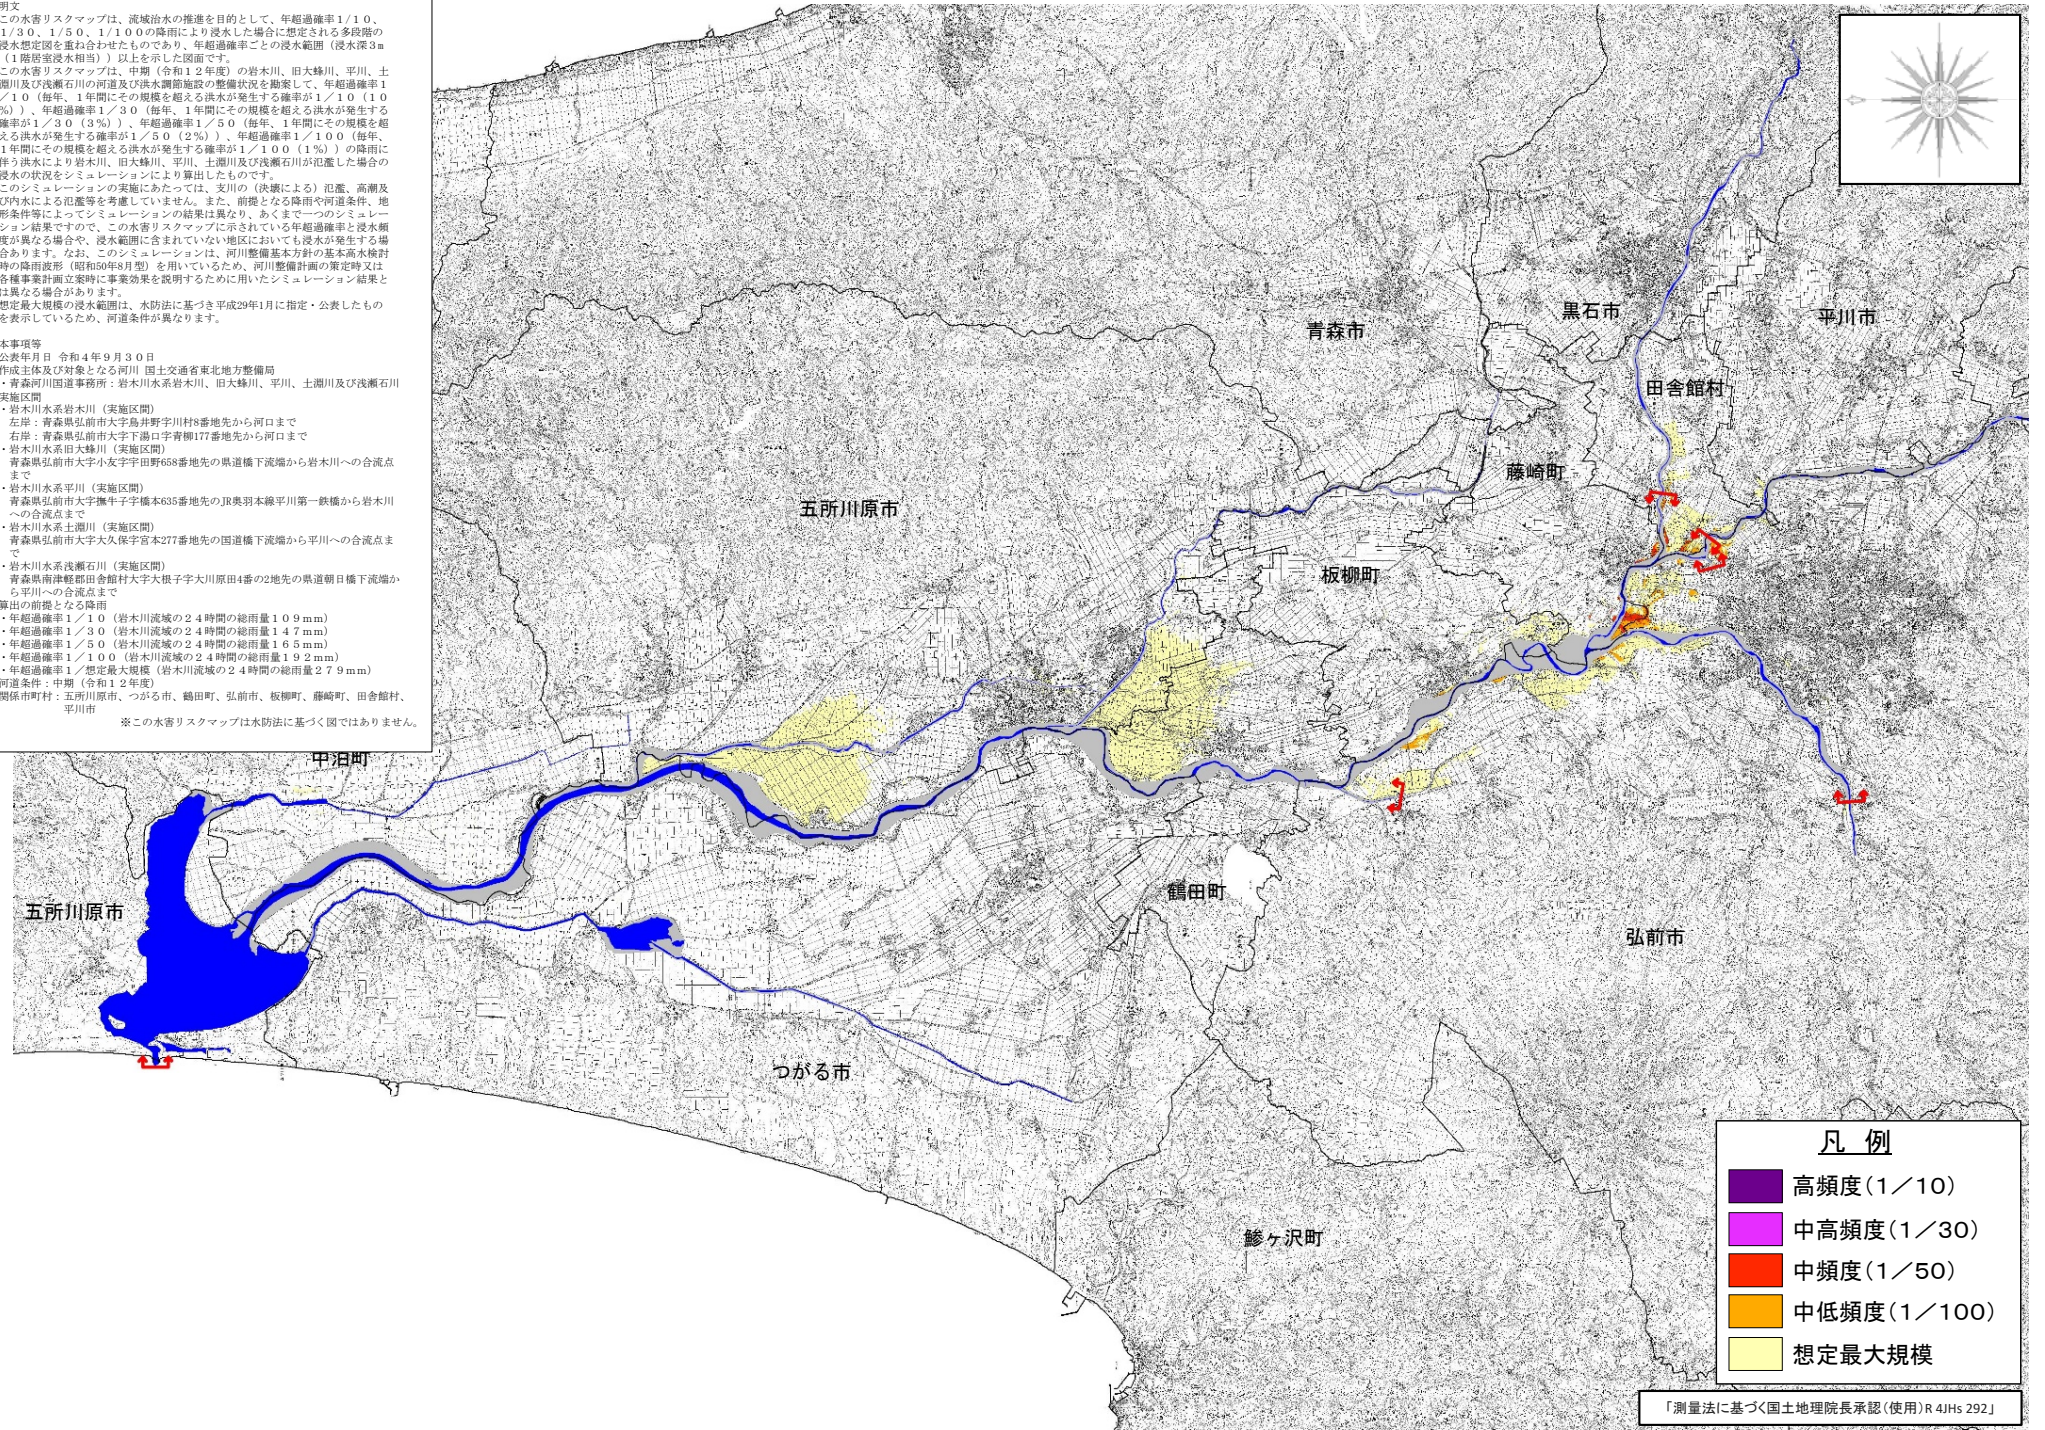 明文
この水害リスクマップは、流域治水の推進を目的として、年超過確率１/１０、
１/３０、１/５０、１/１００の降雨により浸水した場合に想定される多段階の
浸水想定図を重ね合わせたものであり、年超過確率ごとの浸水範囲（浸水深３ｍ
（１階居室浸水相当））以上を示した図面です。
この水害リスクマップは、中期（令和１２年度）の岩木川、旧大蜂川、平川、土
淵川及び浅瀬石川の河道及び洪水調節施設の整備状況を勘案して、年超過確率１
／１０（毎年、１年間にその規模を超える洪水が発生する確率が１／１０（１０
％））、年超過確率１／３０（毎年、１年間にその規模を超える洪水が発生する
確率が１／３０（３％））、年超過確率１／５０（毎年、１年間にその規模を超
える洪水が発生する確率が１／５０（２％））、年超過確率１／１００（毎年、
１年間にその規模を超える洪水が発生する確率が１／１００（１％））の降雨に
伴う洪水により岩木川、旧大蜂川、平川、土淵川及び浅瀬石川が氾濫した場合の
浸水の状況をシミュレーションにより算出したものです。
このシミュレーションの実施にあたっては、支川の（決壊による）氾濫、高潮及
び内水による氾濫等を考慮していません。また、前提となる降雨や河道条件、地
形条件等によってシミュレーションの結果は異なり、あくまで一つのシミュレー
ション結果ですので、この水害リスクマップに示されている年超過確率と浸水頻
度が異なる場合や、浸水範囲に含まれていない地区においても浸水が発生する場
合あります。なお、このシミュレーションは、河川整備基本方針の基本高水検討
時の降雨波形（昭和50年8月型）を用いているため、河川整備計画の策定時又は
各種事業計画立案時に事業効果を説明するために用いたシミュレーション結果と
は異なる場合があります。
想定最大規模の浸水範囲は、水防法に基づき平成29年1月に指定・公表したもの
を表示しているため、河道条件が異なります。
本事項等
公表年月日 令和４年９月３０日
作成主体及び対象となる河川 国土交通省東北地方整備局
・青森河川国道事務所：岩木川水系岩木川、旧大蜂川、平川、土淵川及び浅瀬石川
実施区間
・岩木川水系岩木川（実施区間）
左岸：青森県弘前市大字鳥井野字川村8番地先から河口まで
右岸：青森県弘前市大字下湯口字青柳177番地先から河口まで
・岩木川水系旧大蜂川（実施区間）
青森県弘前市大字小友字宇田野658番地先の県道橋下流端から岩木川への合流点
まで
・岩木川水系平川（実施区間）
青森県弘前市大字撫牛子字橋本635番地先のJR奥羽本線平川第一鉄橋から岩木川
への合流点まで
・岩木川水系土淵川（実施区間）
青森県弘前市大字大久保字宮本277番地先の国道橋下流端から平川への合流点ま
で
・岩木川水系浅瀬石川（実施区間）
青森県南津軽郡田舎館村大字大根子字大川原田4番の2地先の県道朝日橋下流端か
ら平川への合流点まで
算出の前提となる降雨
・年超過確率１／１０（岩木川流域の２４時間の総雨量１０９mm）
・年超過確率１／３０（岩木川流域の２４時間の総雨量１４７mm）
・年超過確率１／５０（岩木川流域の２４時間の総雨量１６５mm）
・年超過確率１／１００（岩木川流域の２４時間の総雨量１９２mm）
・年超過確率１／想定最大規模（岩木川流域の２４時間の総雨量２７９mm）
河道条件：中期（令和１２年度）
関係市町村：五所川原市、つがる市、鶴田町、弘前市、板柳町、藤崎町、田舎館村、
平川市
※この水害リスクマップは水防法に基づく図ではありません。
黒石市
平川市
青森市
田舎館村
藤崎町
五所川原市
板柳町
中泊町
鶴田町
五所川原市
弘前市
つがる市
鰺ヶ沢町
凡 例
高頻度（１／１０）
中高頻度（１／３０）
中頻度（１／５０）
中低頻度（１／１００）
想定最大規模
「測量法に基づく国土地理院長承認（使用）R 4JHs 292」